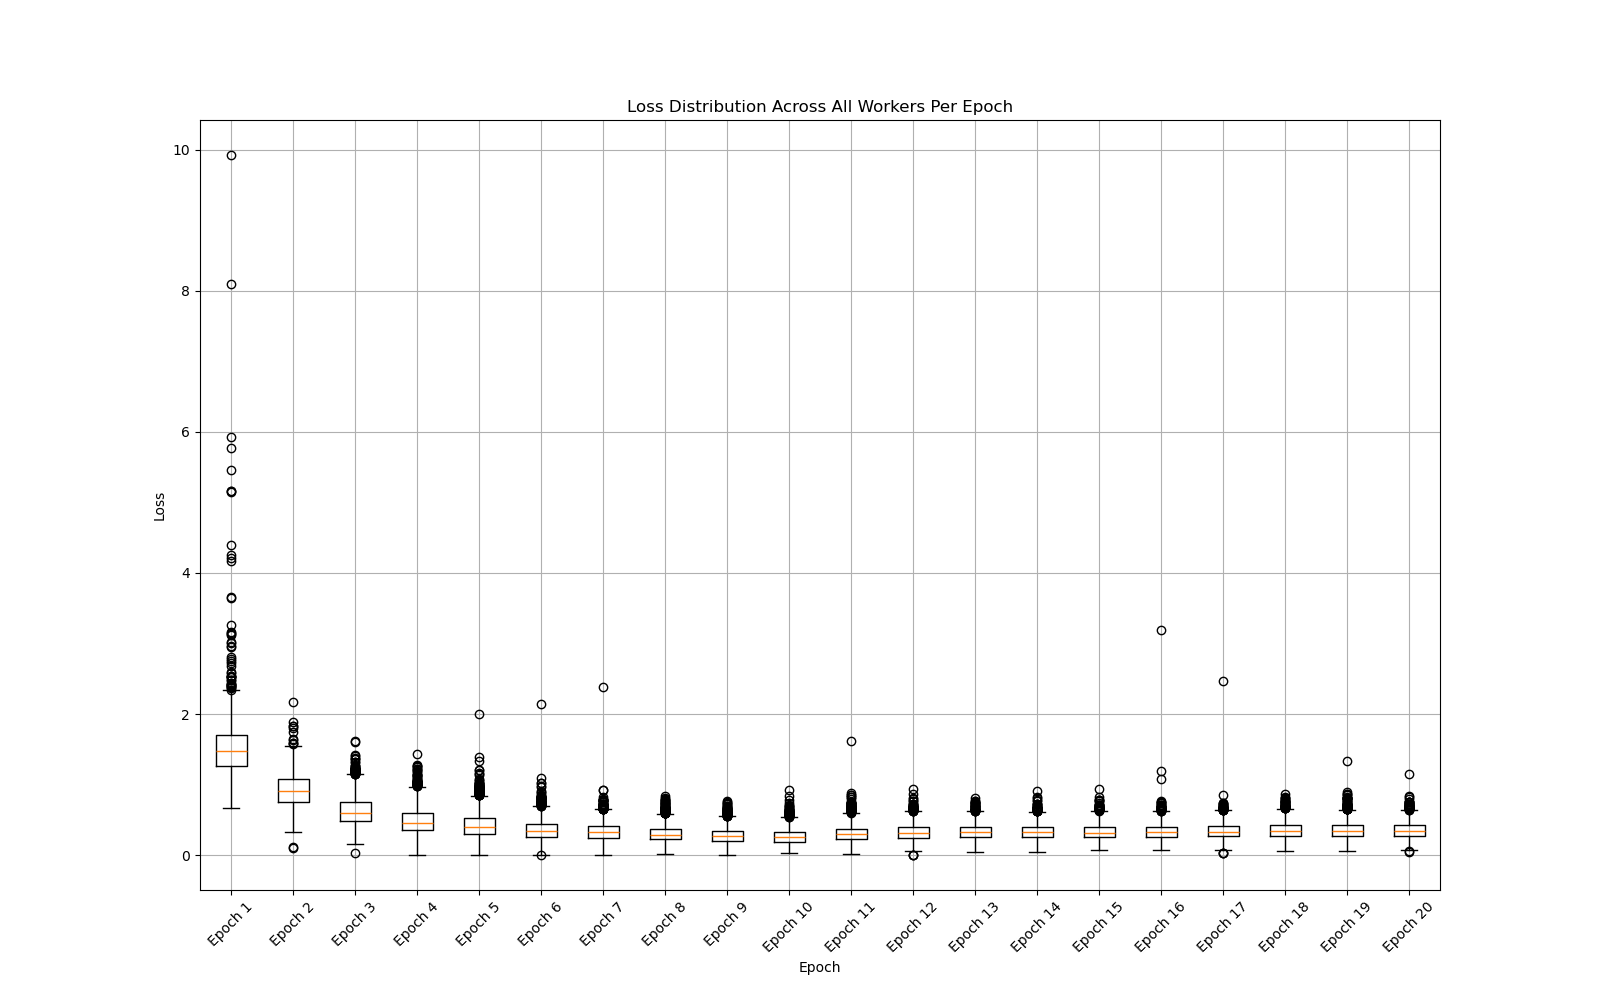 Loss Distribution Across All Workers Per Epoch
10
8
6
4
2
0
Loss
Epoch 1
Epoch 2
Epoch 3
Epoch 4
Epoch 5
Epoch 6
Epoch 7
Epoch 8
Epoch 9
Epoch 10
Epoch 11
Epoch 12
Epoch 13
Epoch 14
Epoch 15
Epoch 16
Epoch 17
Epoch 18
Epoch 19
Epoch 20
Epoch